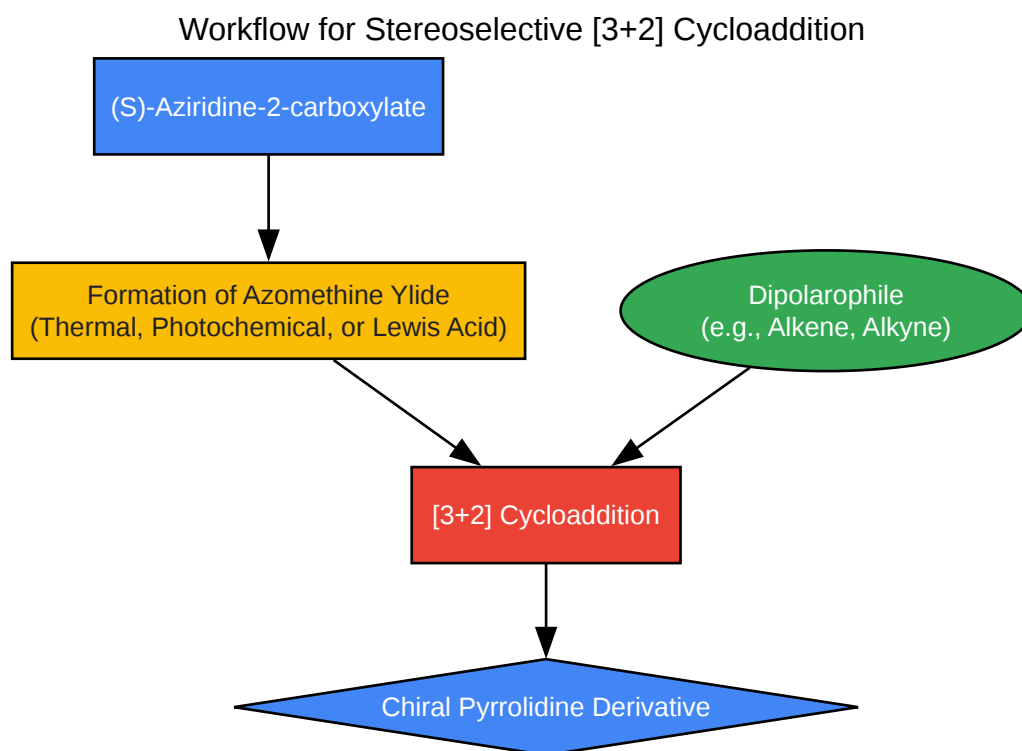 Workflow for Stereoselective [3+2] Cycloaddition
(S)-Aziridine-2-carboxylate
Formation of Azomethine Ylide
(Thermal, Photochemical, or Lewis Acid)
Dipolarophile
(e.g., Alkene, Alkyne)
[3+2] Cycloaddition
Chiral Pyrrolidine Derivative